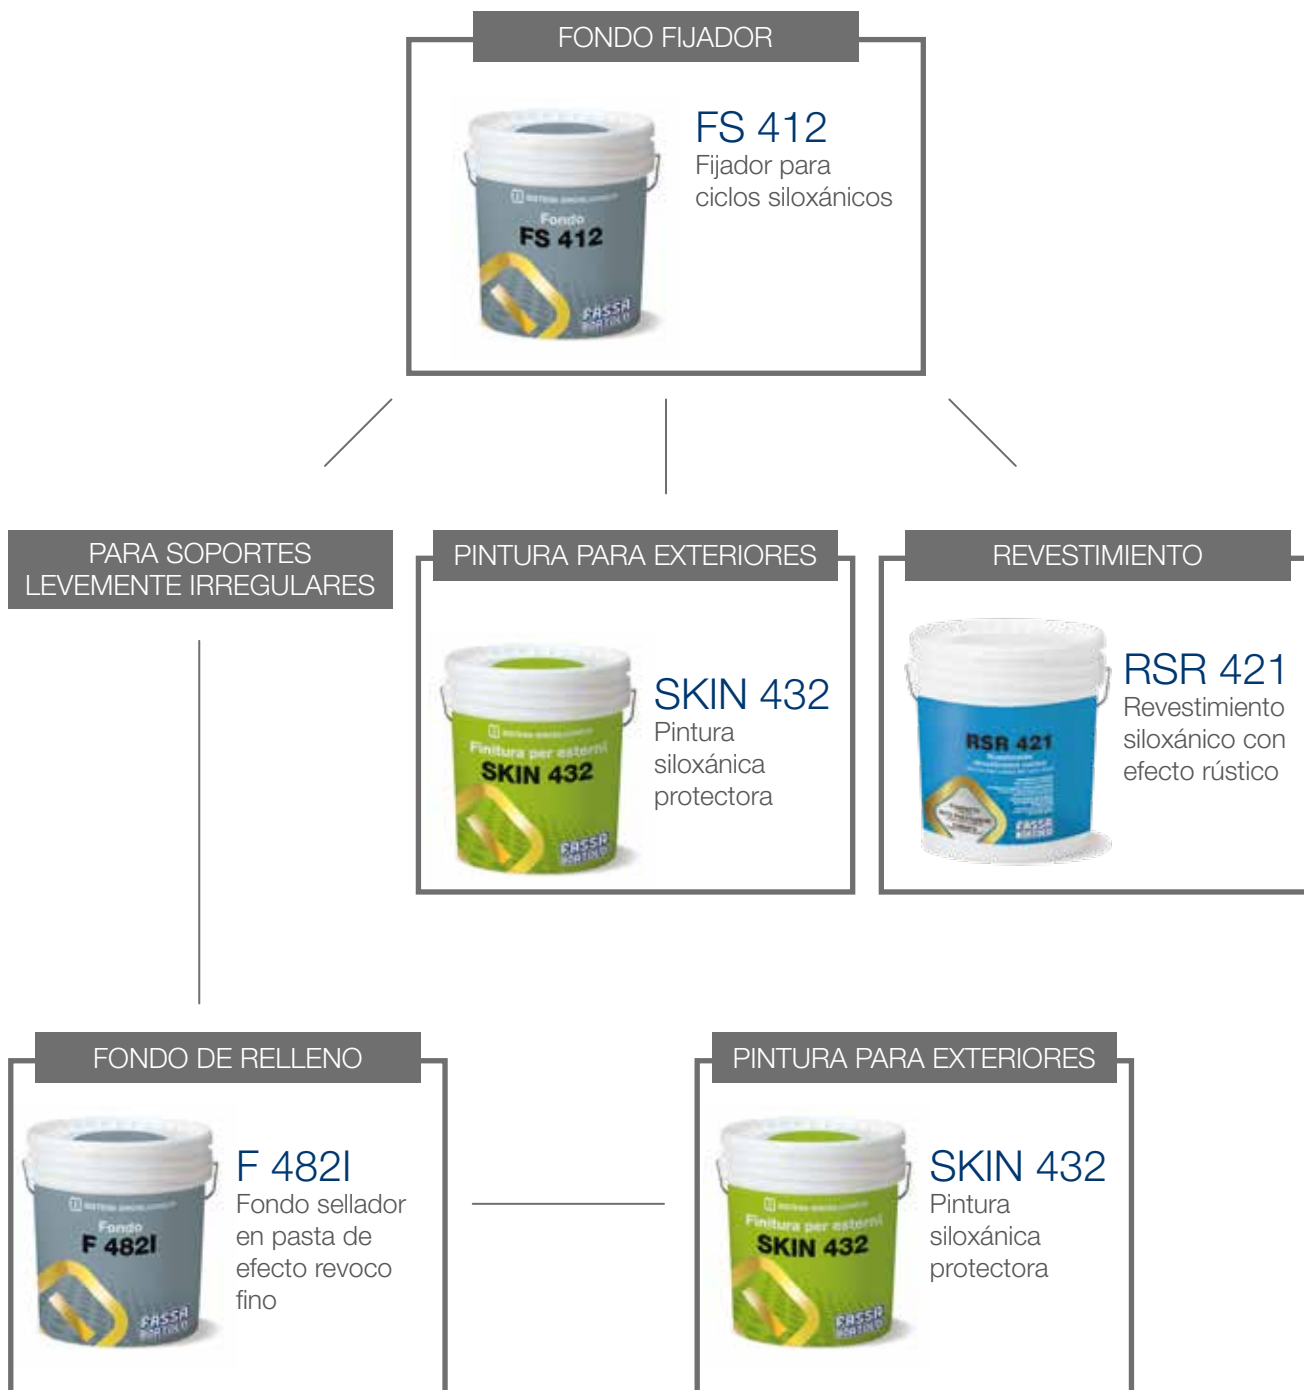 FONDO FIJADOR
FS 412
Fijador para
ciclos siloxánicos
Fondo
FS 412
FASSA
BORTOLO
PARA SOPORTES
LEVEMENTE IRREGULARES
PINTURA PARA EXTERIORES
SKIN 432
Pintura
siloxánica
protectora
Finitura per esterni
SKIN 432
FASSA
BORTOLO
REVESTIMIENTO
RSR 421
Revestimiento
siloxánico con
efecto rústico
RSR 421
FASSA
BORTOLO
FONDO DE RELLENO
F 482I
Fondo sellador
en pasta de
efecto revoco
fino
Fondo
F 482I
FASSA
BORTOLO
PINTURA PARA EXTERIORES
SKIN 432
Pintura
siloxánica
protectora
Finitura per esterni
SKIN 432
FASSA
BORTOLO